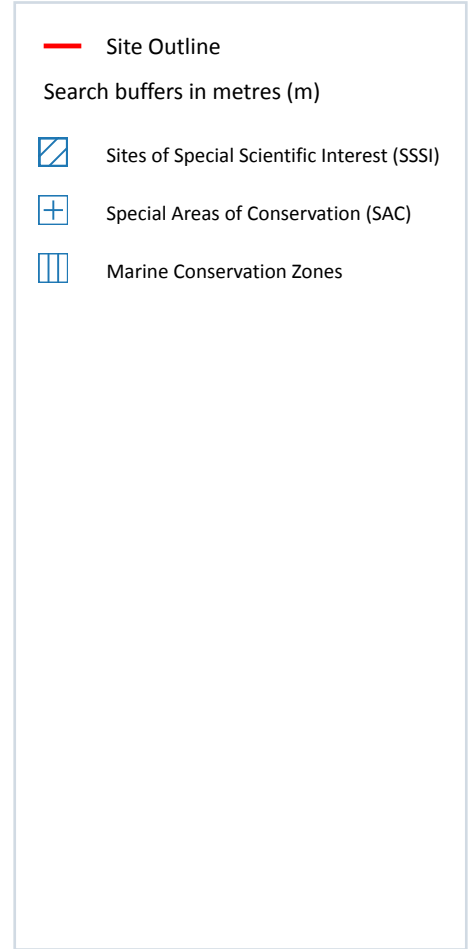 Site Outline
Search buffers in metres (m)
Sites of Special Scientific Interest (SSSI)
Special Areas of Conservation (SAC)
Marine Conservation Zones